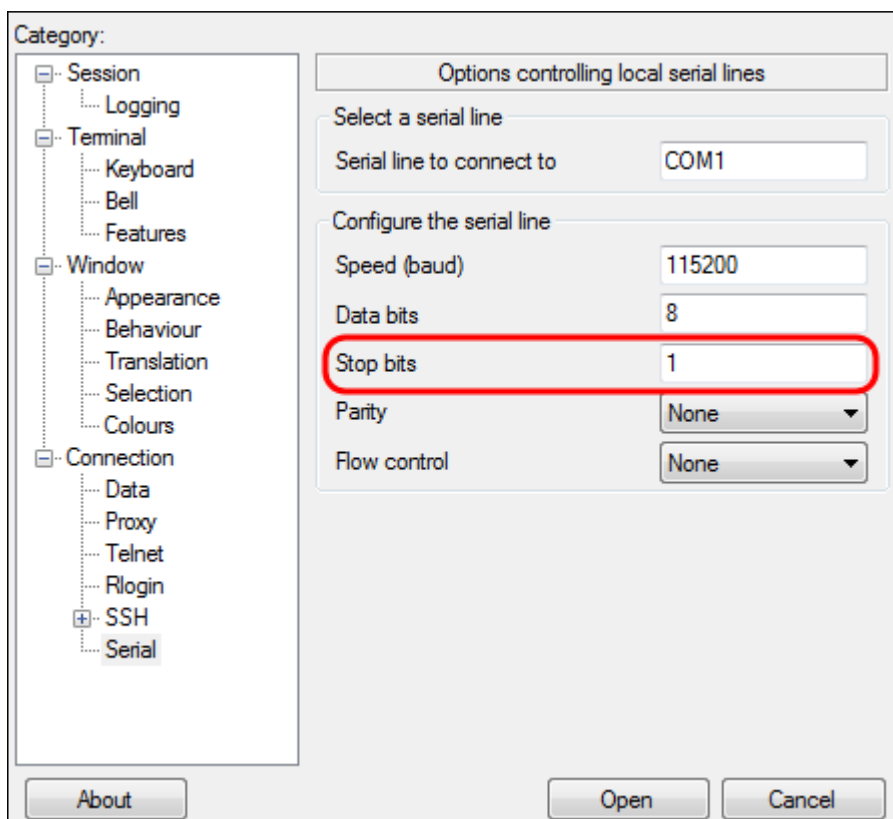 Category:
Session
Logging
Terminal
Keyboard
Bell
Features
Window
Appearance
Behaviour
Translation
Selection
Colours
Connection
Data
Proxy
Telnet
Rlogin
SSH
Serial
Options controlling local serial lines
Select a serial line
Serial line to connect to COM1
Configure the serial line
Speed (baud) 115200
Data bits 8
Stop bits 1
Parity None
Flow control None
About Open Cancel